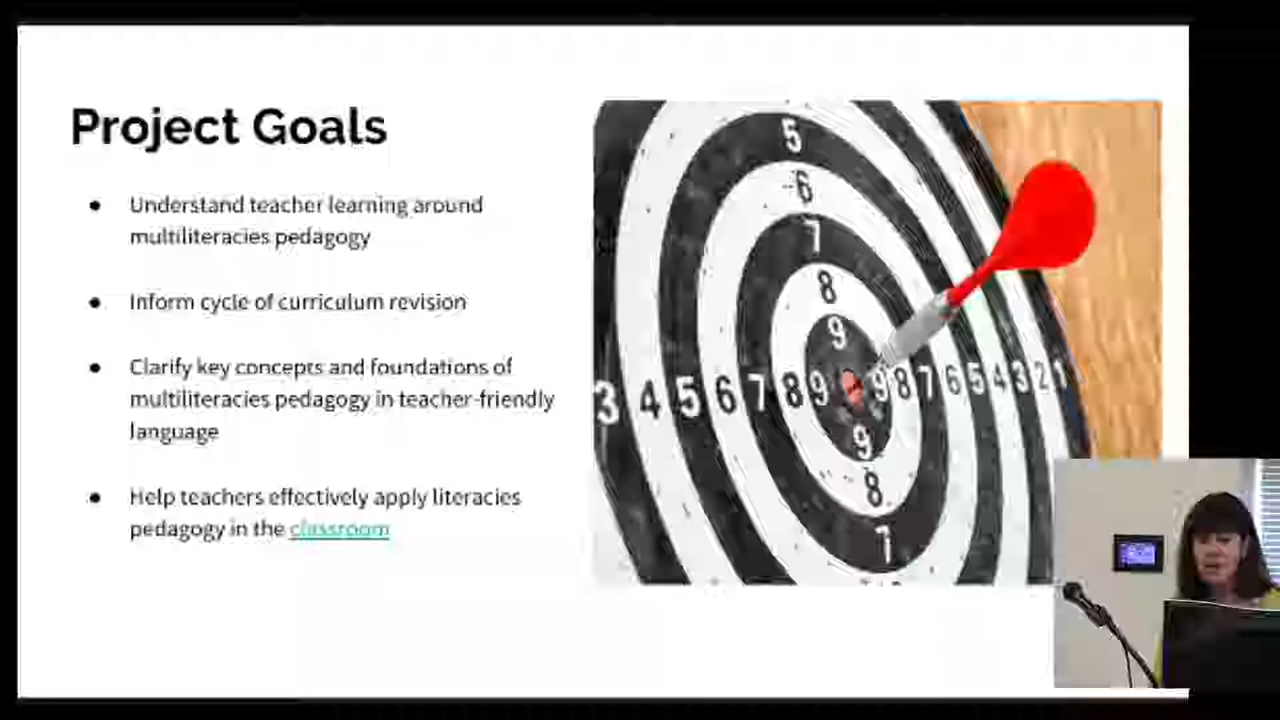 Project Goals
● Understand teacher learning around
multiliteracies pedagogy
● Inform cycle of curriculum revision
● Clarify key concepts and foundations of
multiliteracies pedagogy in teacher-friendly
language
● Help teachers effectively apply literacies
pedagogy in the classroom
5
6
7
8
9
3 4 5 6 7 8 9 9 8 7 6 5 4 3 2 1
9
8
7